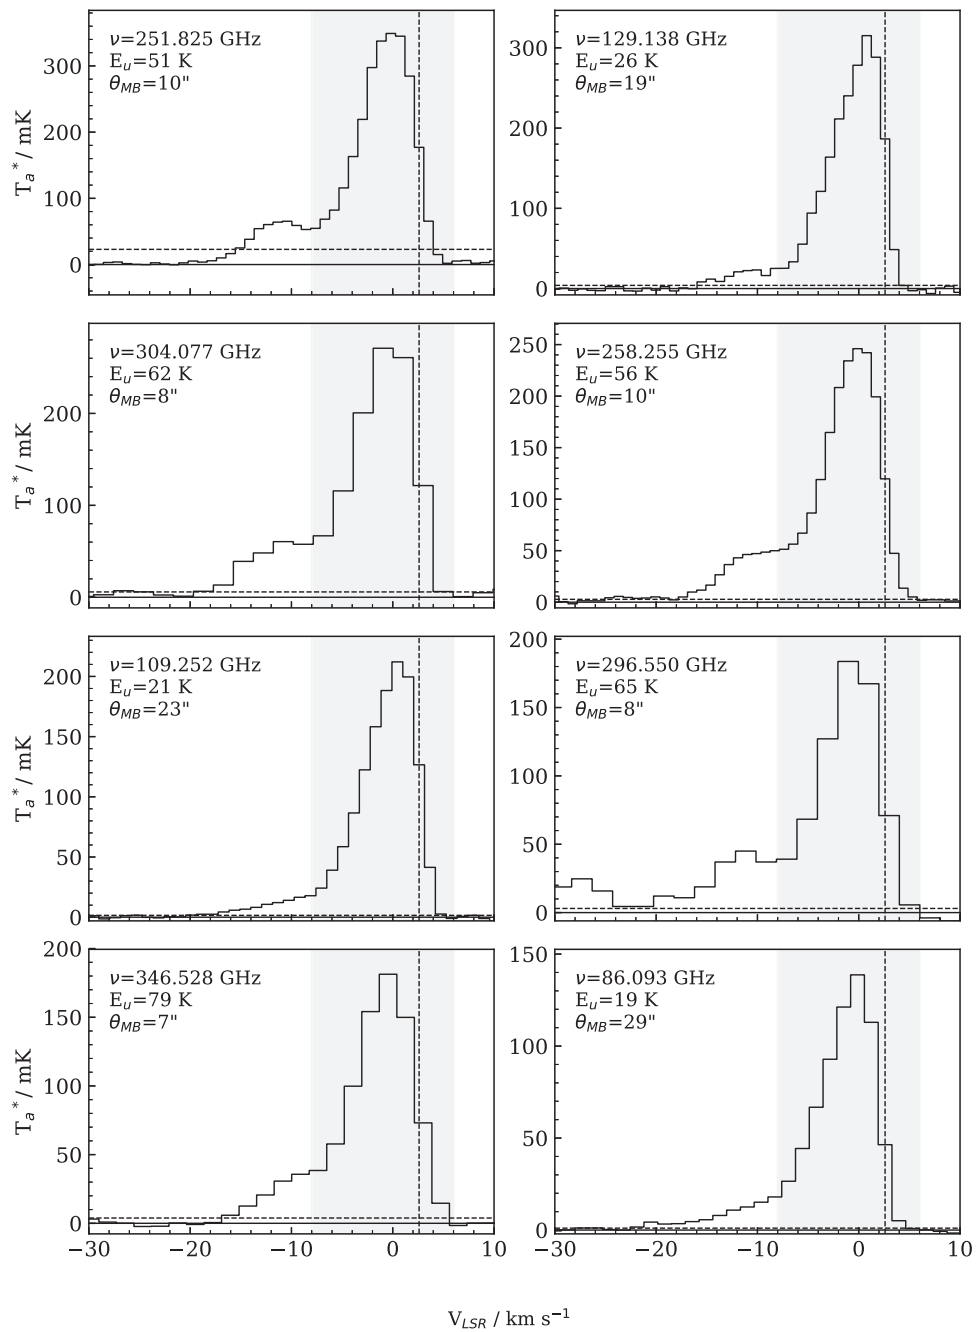 ν=251.825 GHz
E_u=51 K
θ_MB=10"
300
200
100
0
T_a* / mK
ν=129.138 GHz
E_u=26 K
θ_MB=19"
300
200
100
0
ν=304.077 GHz
E_u=62 K
θ_MB=8"
200
100
0
T_a* / mK
ν=258.255 GHz
E_u=56 K
θ_MB=10"
250
200
150
100
50
0
ν=109.252 GHz
E_u=21 K
θ_MB=23"
200
150
100
50
0
T_a* / mK
ν=296.550 GHz
E_u=65 K
θ_MB=8"
200
150
100
50
0
ν=346.528 GHz
E_u=79 K
θ_MB=7"
200
150
100
50
0
T_a* / mK
−30 −20 −10 0 10
ν=86.093 GHz
E_u=19 K
θ_MB=29"
150
100
50
0
−30 −20 −10 0 10
V_LSR / km s⁻¹